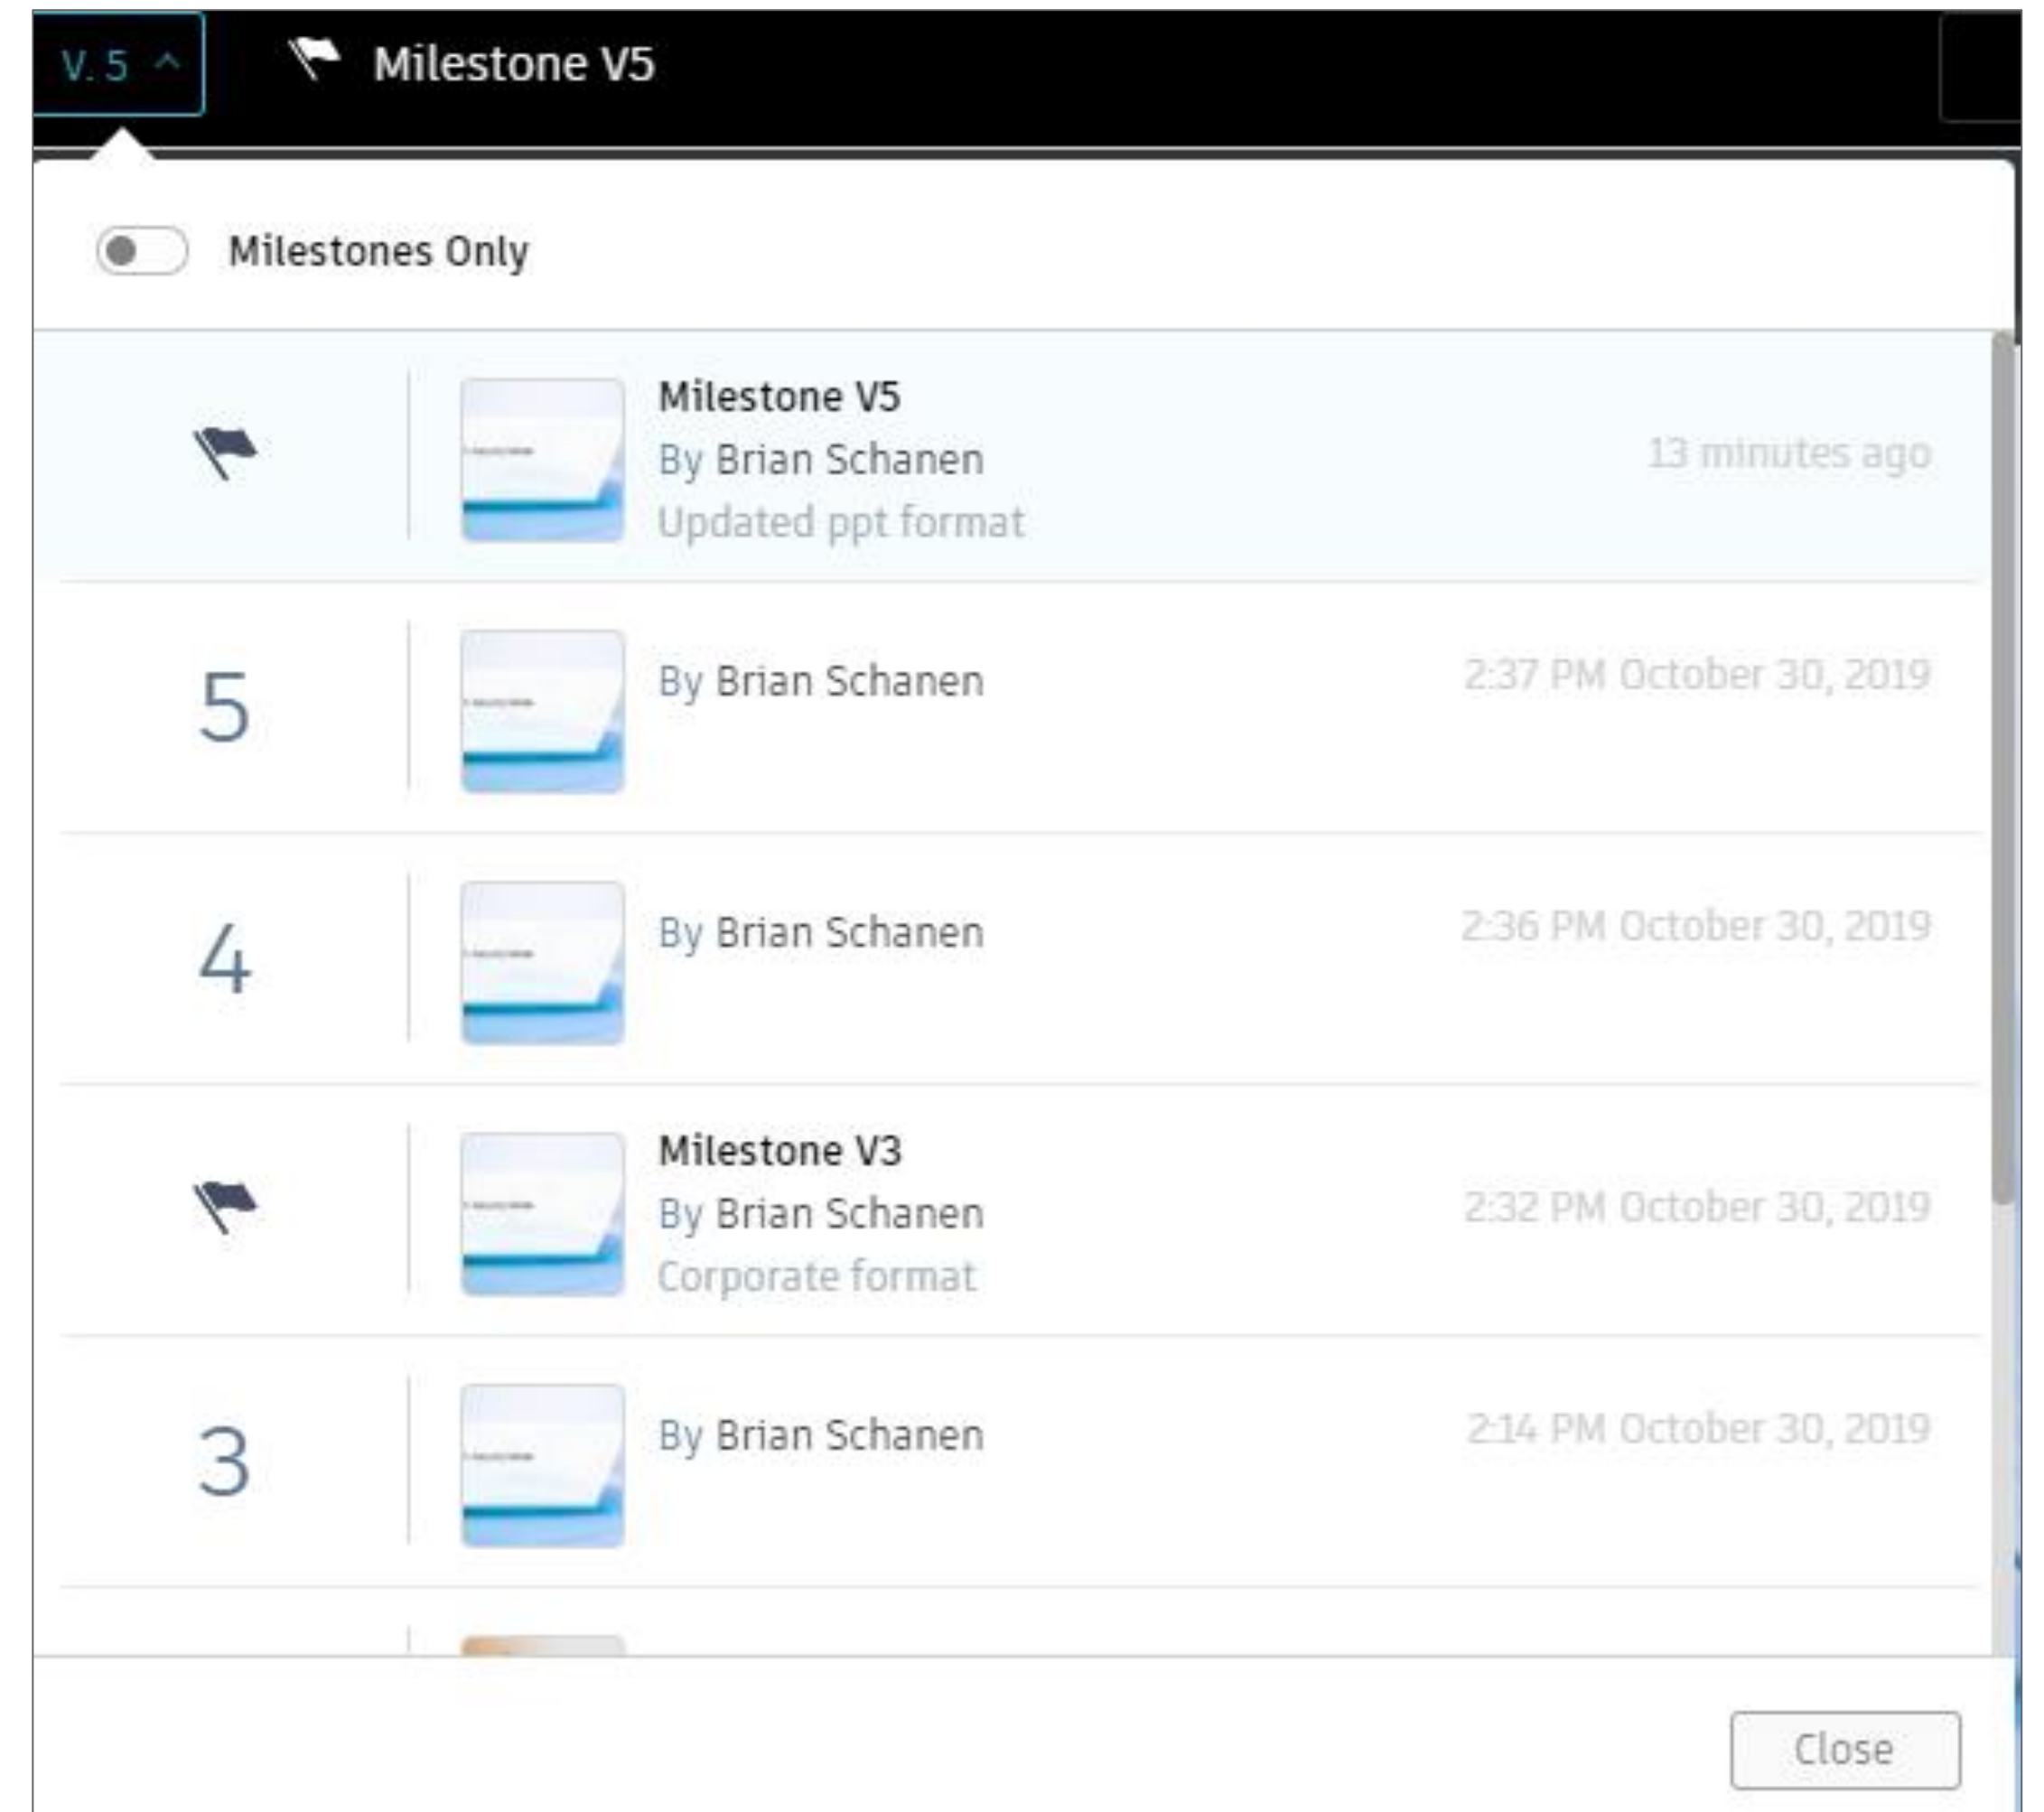 V. 5 Milestone V5
Milestones Only
Milestone V5
By Brian Schanen
13 minutes ago
Updated ppt format
5
By Brian Schanen
2:37 PM October 30, 2019
4
By Brian Schanen
2:36 PM October 30, 2019
Milestone V3
By Brian Schanen
2:32 PM October 30, 2019
Corporate format
3
By Brian Schanen
2:14 PM October 30, 2019
Close